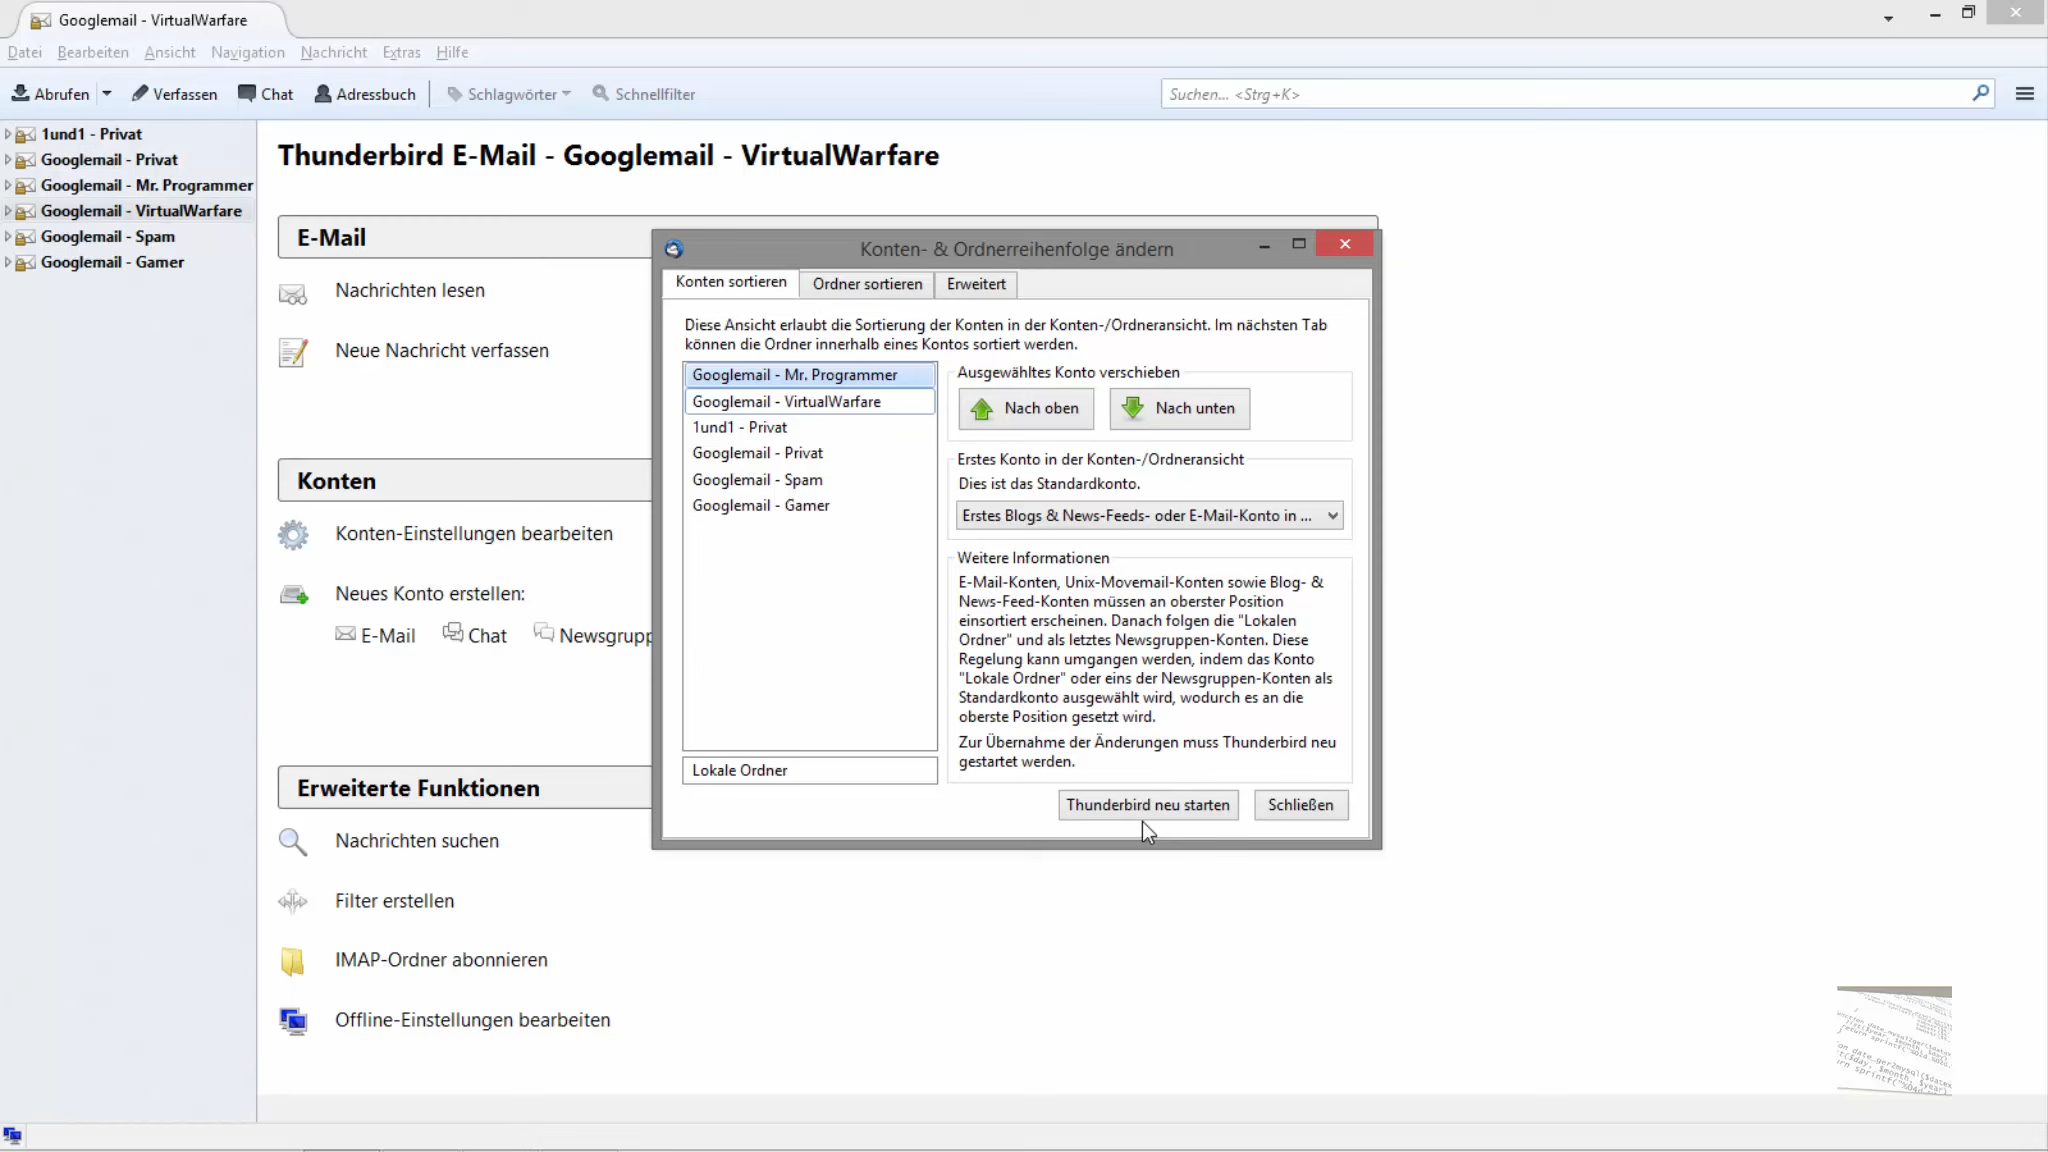 Googlemail - VirtualWarfare
Datei Bearbeiten Ansicht Navigation Nachricht Extras Hilfe
Abrufen Verfassen Chat Adressbuch Schlagwörter Schnellfilter Suchen... <Strg+K>
1und1 - Privat
Googlemail - Privat
Googlemail - Mr. Programmer
Googlemail - VirtualWarfare
Googlemail - Spam
Googlemail - Gamer
Thunderbird E-Mail - Googlemail - VirtualWarfare
E-Mail
Nachrichten lesen
Neue Nachricht verfassen
Konten
Konten-Einstellungen bearbeiten
Neues Konto erstellen:
E-Mail Chat Newsgrupp
Erweiterte Funktionen
Nachrichten suchen
Filter erstellen
IMAP-Ordner abonnieren
Offline-Einstellungen bearbeiten
Konten- & Ordnerreihenfolge ändern
Konten sortieren Ordner sortieren Erweitert
Diese Ansicht erlaubt die Sortierung der Konten in der Konten-/Ordneransicht. Im nächsten Tab
können die Ordner innerhalb eines Kontos sortiert werden.
Googlemail - Mr. Programmer
Googlemail - VirtualWarfare
1und1 - Privat
Googlemail - Privat
Googlemail - Spam
Googlemail - Gamer
Lokale Ordner
Ausgewähltes Konto verschieben
Nach oben Nach unten
Erstes Konto in der Konten-/Ordneransicht
Dies ist das Standardkonto.
Erstes Blogs & News-Feeds- oder E-Mail-Konto in ...
Weitere Informationen
E-Mail-Konten, Unix-Movemail-Konten sowie Blog- &
News-Feed-Konten müssen an oberster Position
einsortiert erscheinen. Danach folgen die "Lokalen
Ordner" und als letztes Newsgruppen-Konten. Diese
Regelung kann umgangen werden, indem das Konto
"Lokale Ordner" oder eins der Newsgruppen-Konten als
Standardkonto ausgewählt wird, wodurch es an die
oberste Position gesetzt wird.
Zur Übernahme der Änderungen muss Thunderbird neu
gestartet werden.
Thunderbird neu starten Schließen